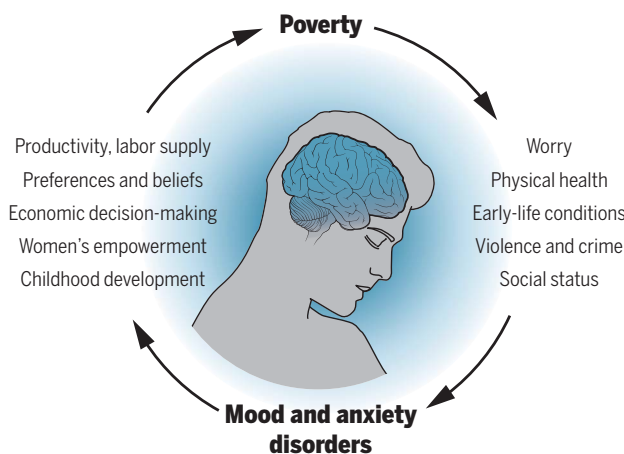 Poverty
Productivity, labor supply
Preferences and beliefs
Economic decision-making
Women’s empowerment
Childhood development
Worry
Physical health
Early-life conditions
Violence and crime
Social status
Mood and anxiety
disorders